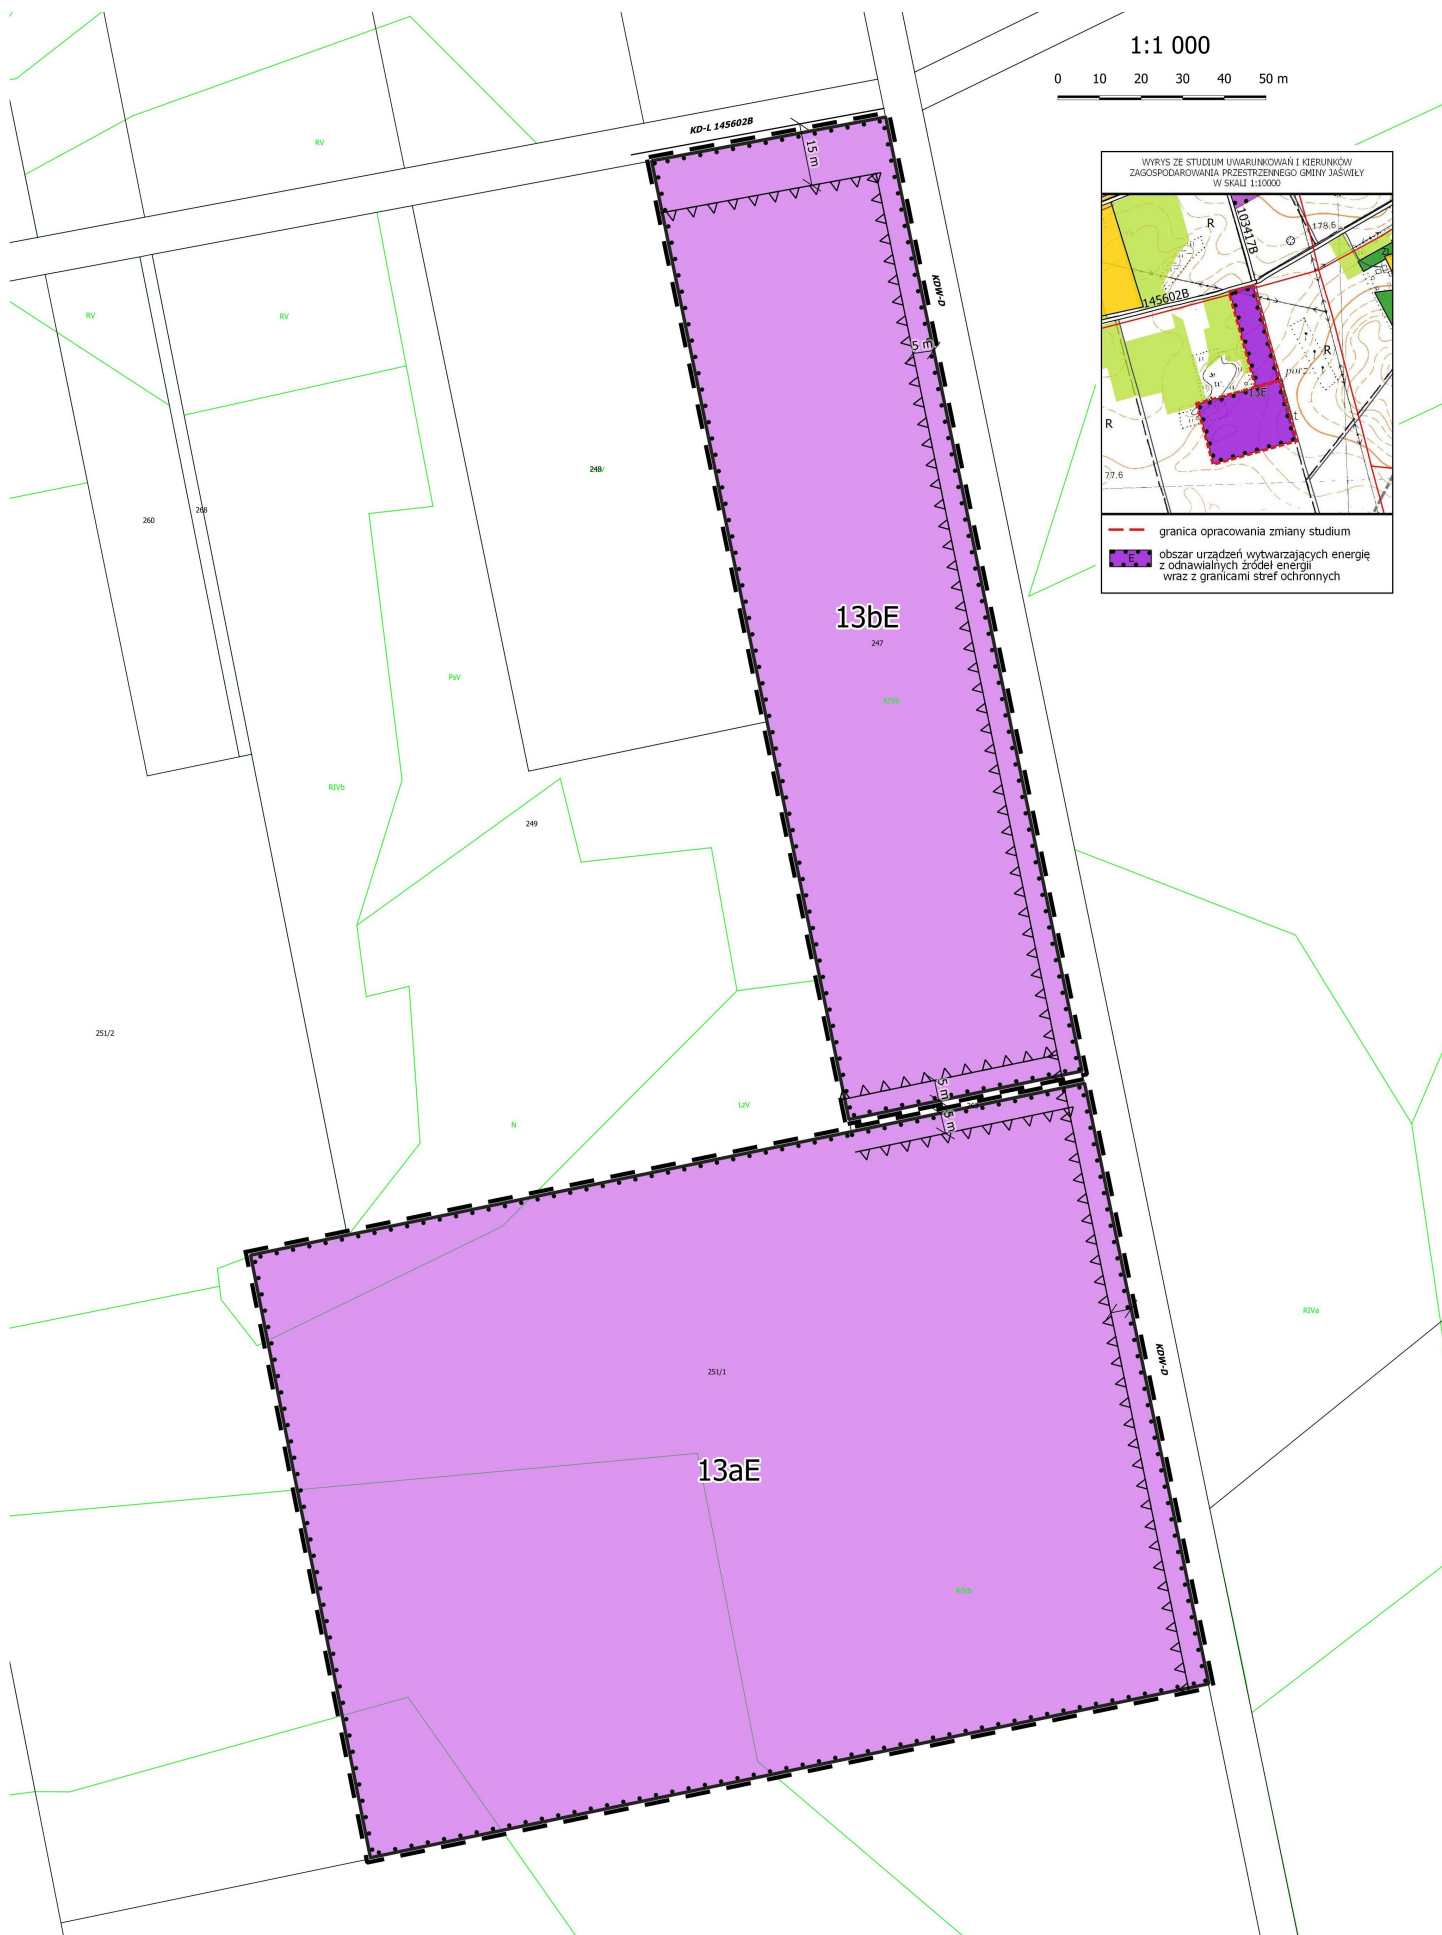 1:1 000
0 10 20 30 40 50 m
KD-L 145602B
15 m
RV
WYRYS ZE STUDIUM UWARUNKOWAŃ I KIERUNKÓW
ZAGOSPODAROWANIA PRZESTRZENNEGO GMINY JAŚWIŁY
W SKALI 1:10000
R
103417B
178,5
145602B
R
porz.
13E
R
77,6
granica opracowania zmiany studium
E
obszar urządzeń wytwarzających energię
z odnawialnych źródeł energii
wraz z granicami stref ochronnych
KDW-D
RV
RV
5 m
248
260
268
13bE
247
RIVb
PsV
RIVb
249
251/2
5 m
LzV
5 m
N
RIVa
KDW-D
251/1
13aE
RIVb